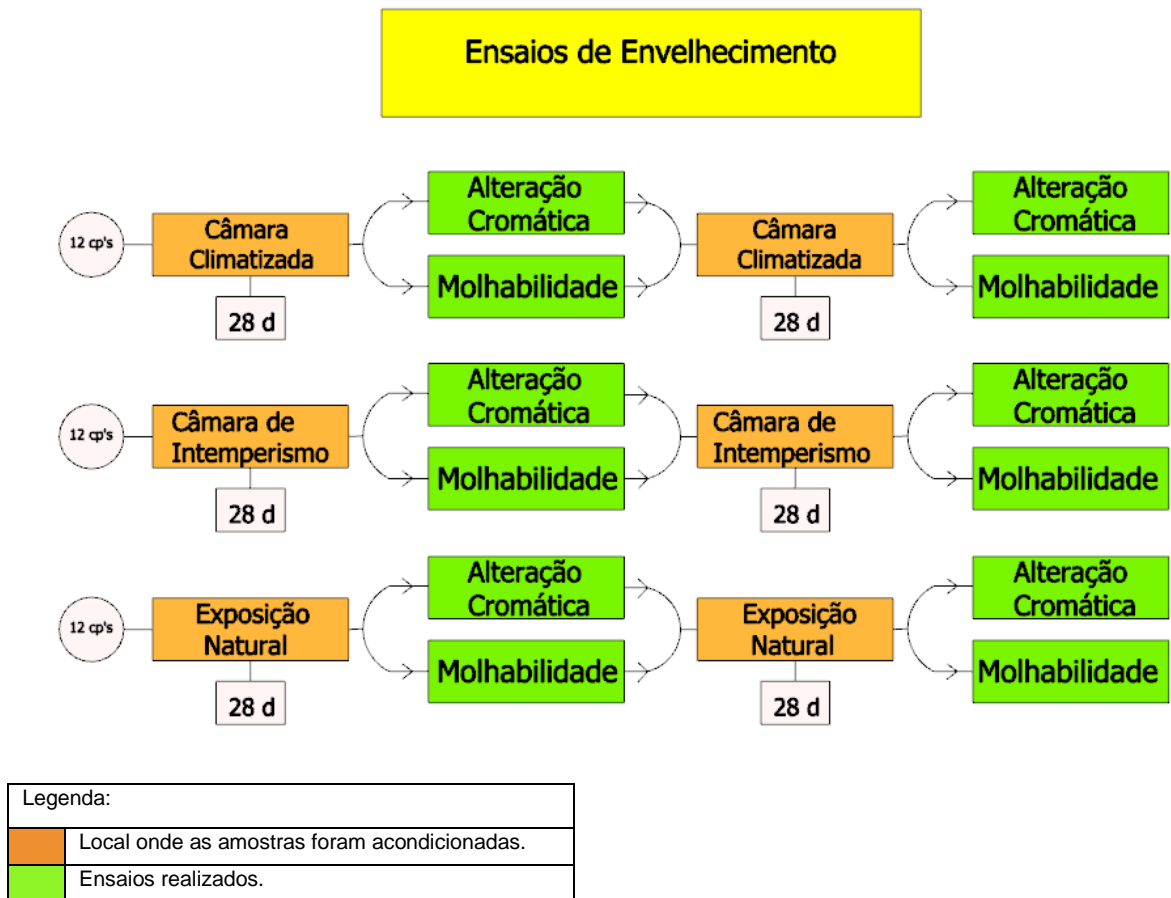 Ensaios de Envelhecimento
12 cp's
Câmara
Climatizada
28 d
Alteração
Cromática
Molhabilidade
Câmara
Climatizada
28 d
Alteração
Cromática
Molhabilidade
12 cp's
Câmara de
Intemperismo
28 d
Alteração
Cromática
Molhabilidade
Câmara de
Intemperismo
28 d
Alteração
Cromática
Molhabilidade
12 cp's
Exposição
Natural
28 d
Alteração
Cromática
Molhabilidade
Exposição
Natural
28 d
Alteração
Cromática
Molhabilidade
Legenda:
Local onde as amostras foram acondicionadas.
Ensaios realizados.